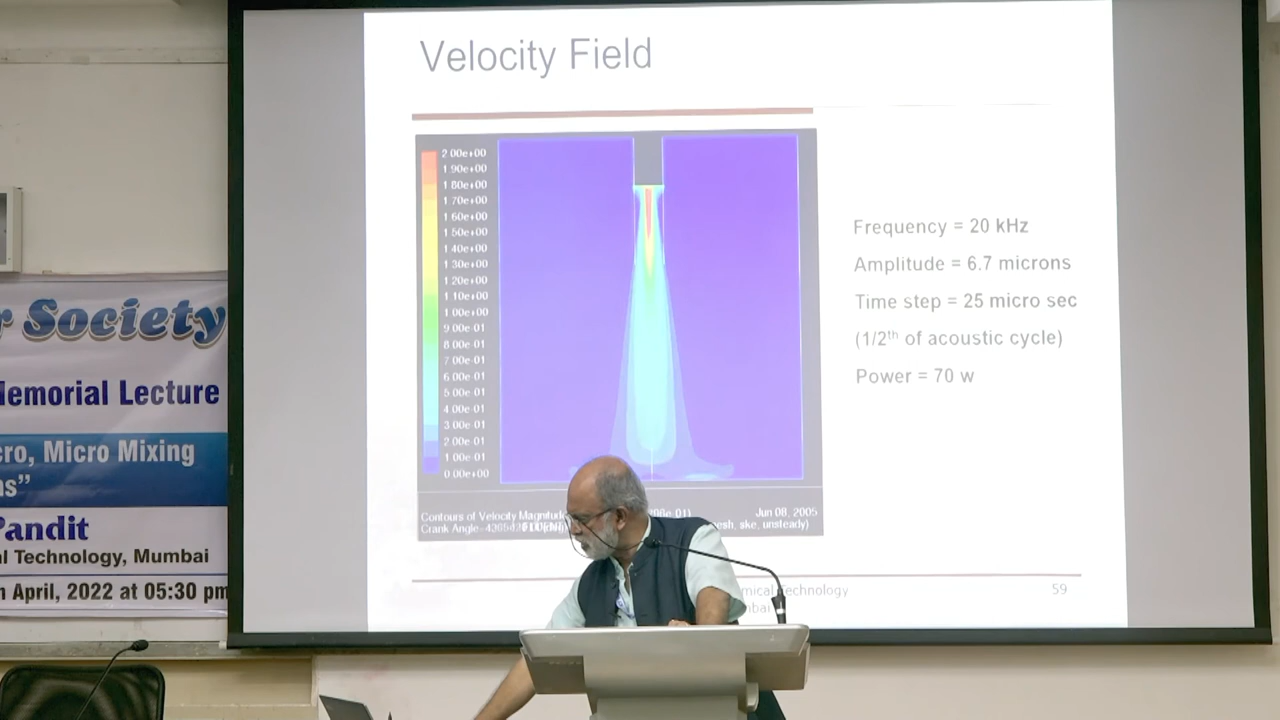 Velocity Field
2.00e+00
1.90e+00
1.80e+00
1.70e+00
1.60e+00
1.50e+00
1.40e+00
1.30e+00
1.20e+00
1.10e+00
1.00e+00
9.00e-01
8.00e-01
7.00e-01
6.00e-01
5.00e-01
4.00e-01
3.00e-01
2.00e-01
1.00e-01
0.00e+00
Frequency = 20 kHz
Amplitude = 6.7 microns
Time step = 25 micro sec
(1/2th of acoustic cycle)
Power = 70 w
Contours of Velocity Jun 08, 2005
Crank Angle ske, unsteady)
Technology
59
Society
Memorial Lecture
Micro Mixing
Pandit
Technology, Mumbai
April, 2022 at 05:30 pm